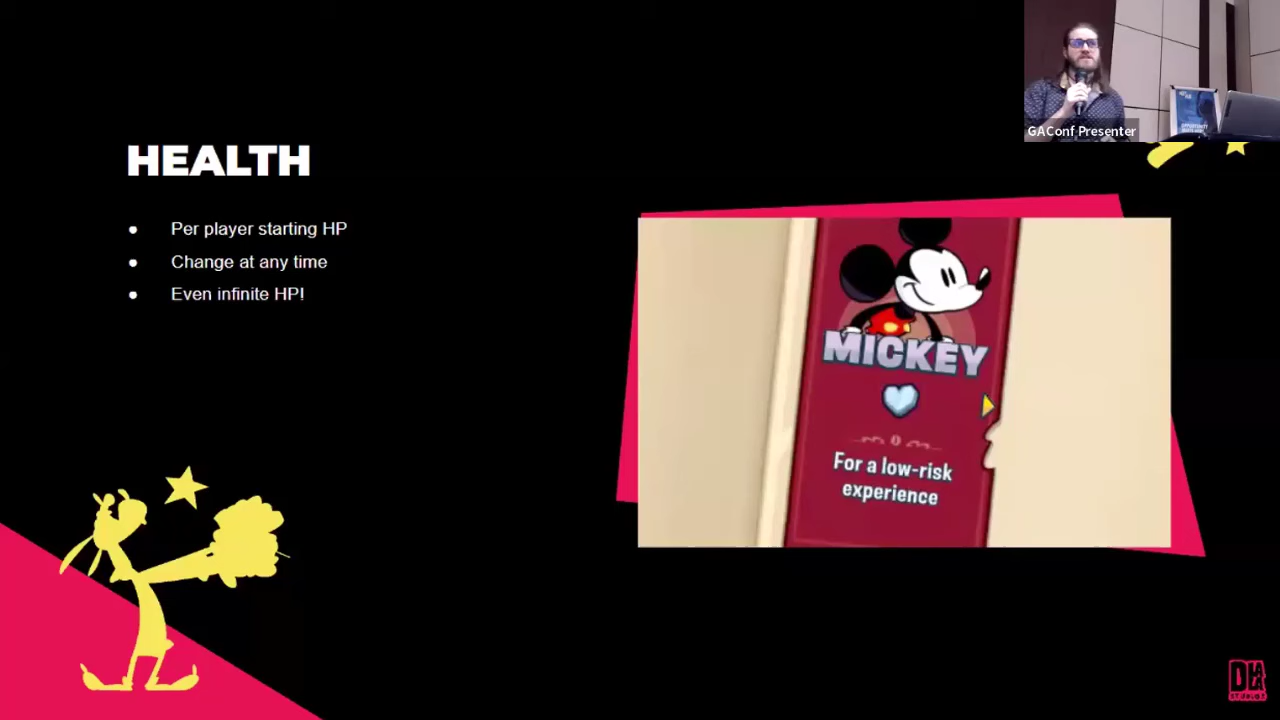 GAConf Presenter
HEALTH
● Per player starting HP
● Change at any time
● Even infinite HP!
MICKEY
For a low-risk
experience
STUDIOS